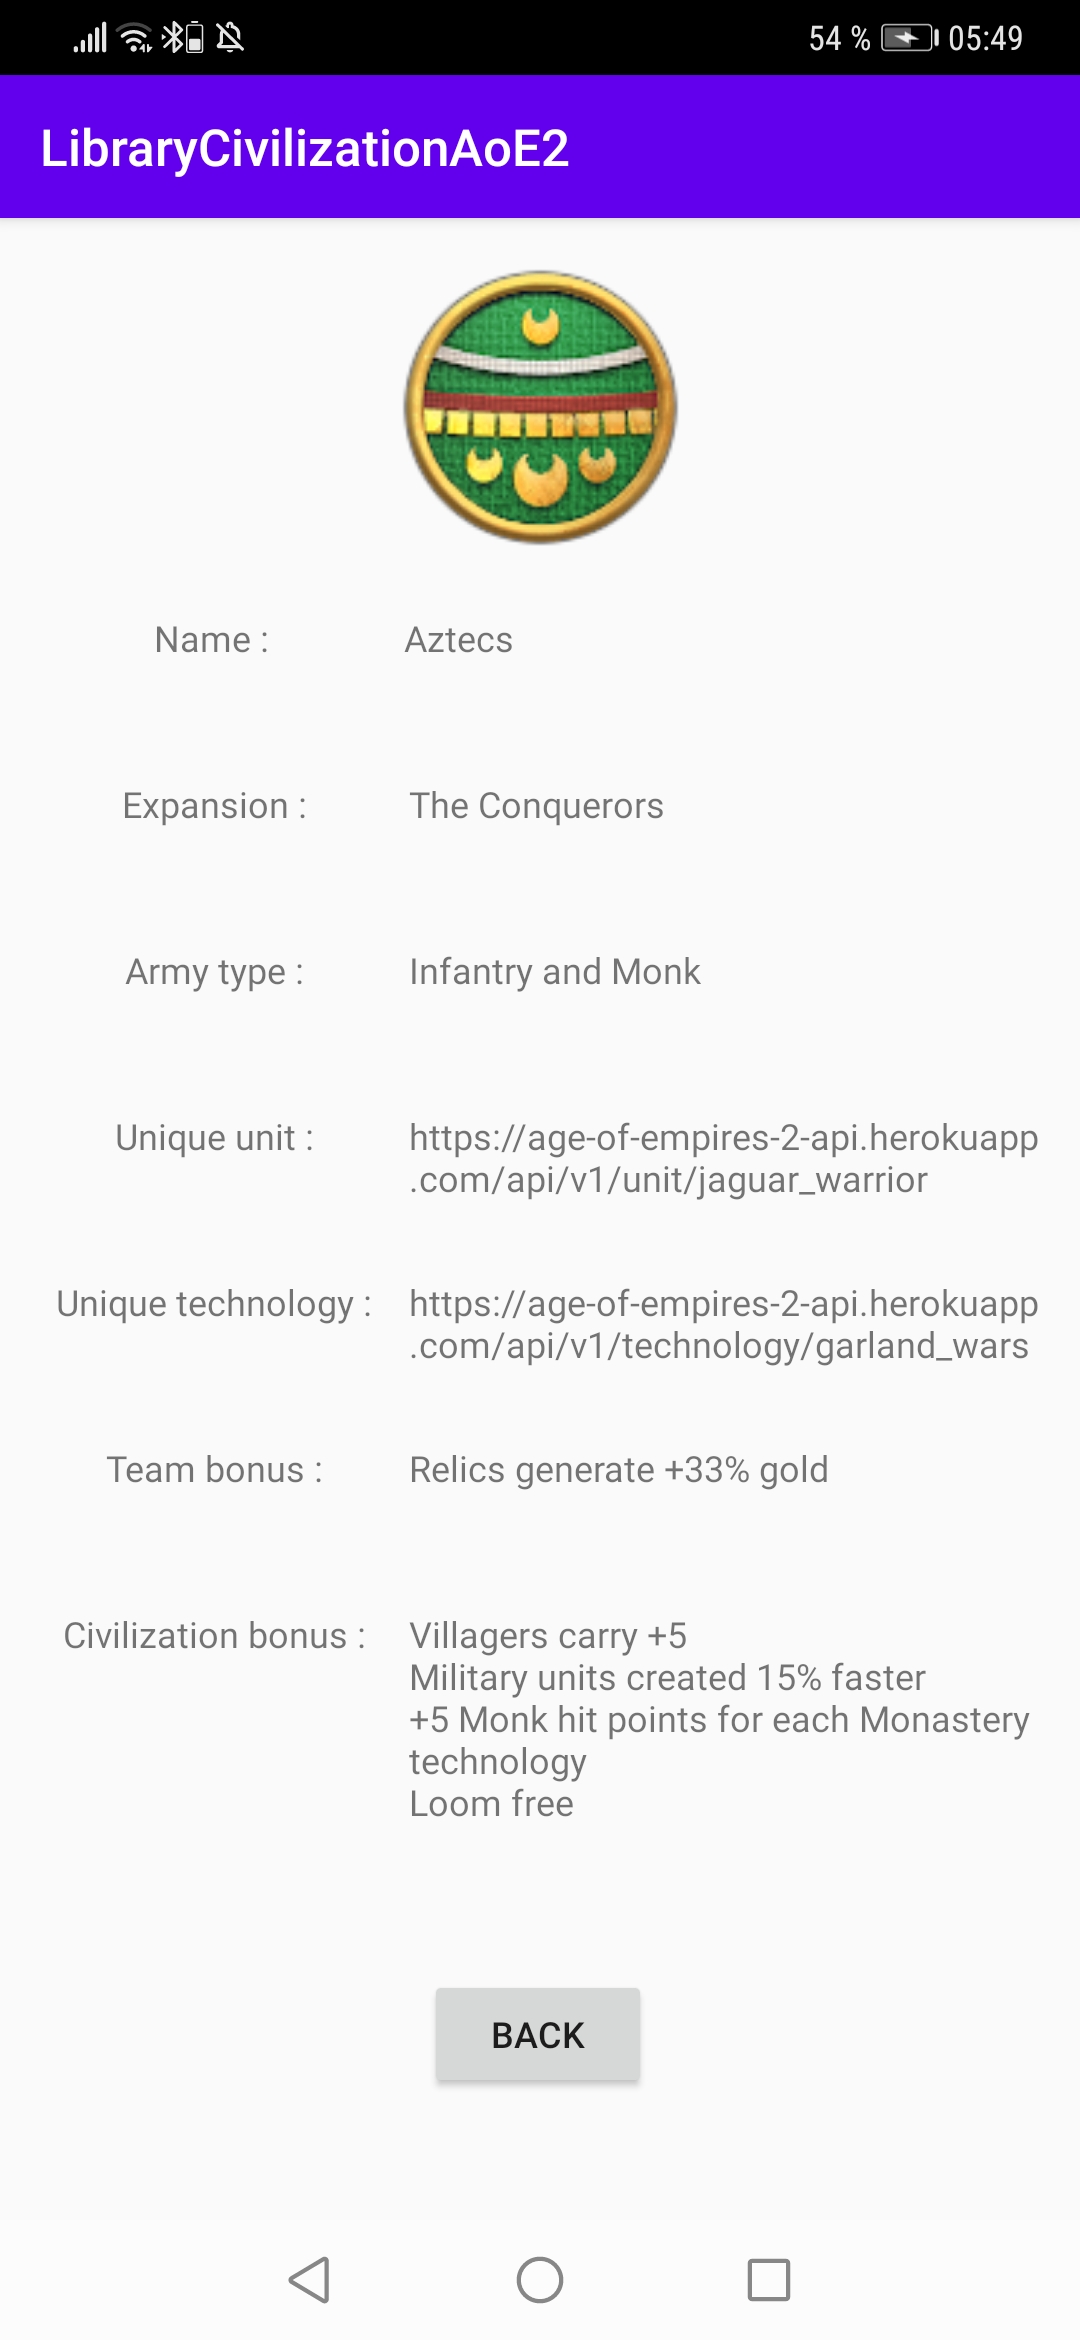 54 % 05:49
LibraryCivilizationAoE2
Name : Aztecs
Expansion : The Conquerors
Army type : Infantry and Monk
Unique unit : https://age-of-empires-2-api.herokuapp
.com/api/v1/unit/jaguar_warrior
Unique technology : https://age-of-empires-2-api.herokuapp
.com/api/v1/technology/garland_wars
Team bonus : Relics generate +33% gold
Civilization bonus : Villagers carry +5
Military units created 15% faster
+5 Monk hit points for each Monastery
technology
Loom free
BACK